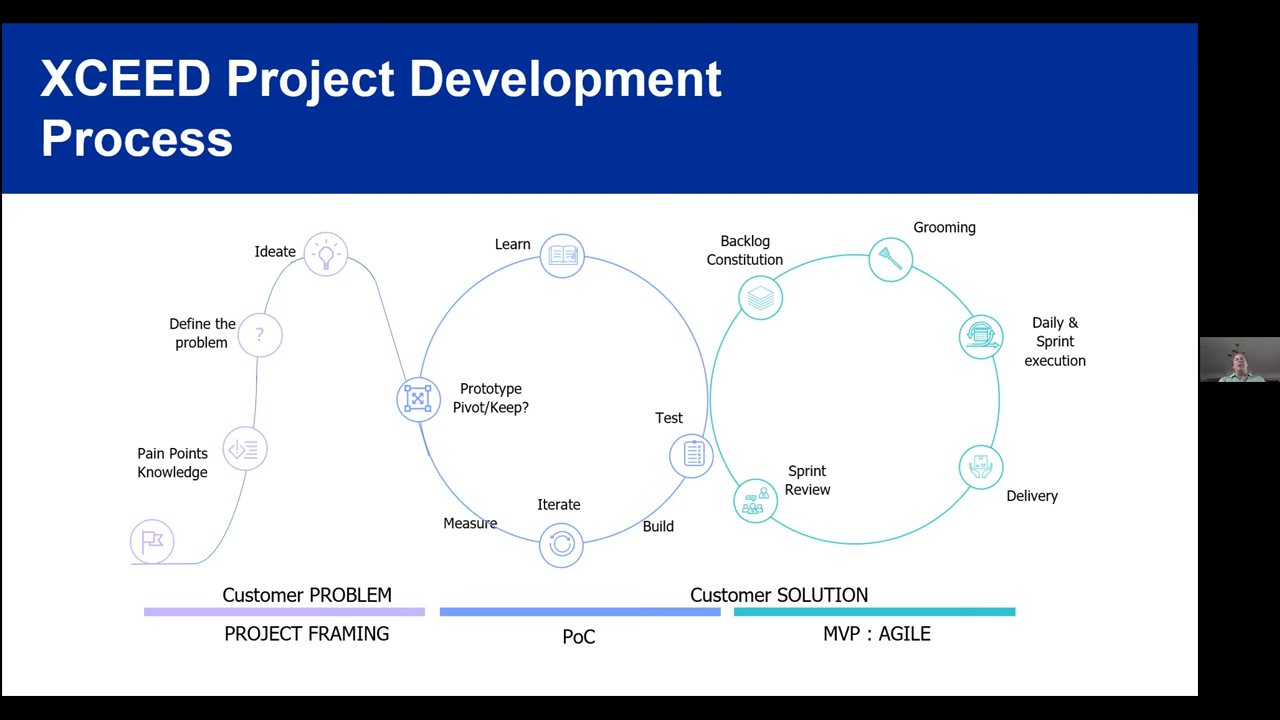 XCEED Project Development
Process
Ideate
Define the
problem
?
Pain Points
Knowledge
Learn
Prototype
Pivot/Keep?
Test
Iterate
Measure
Build
Backlog
Constitution
Grooming
Daily &
Sprint
execution
Sprint
Review
Delivery
Customer PROBLEM
Customer SOLUTION
PROJECT FRAMING
PoC
MVP : AGILE